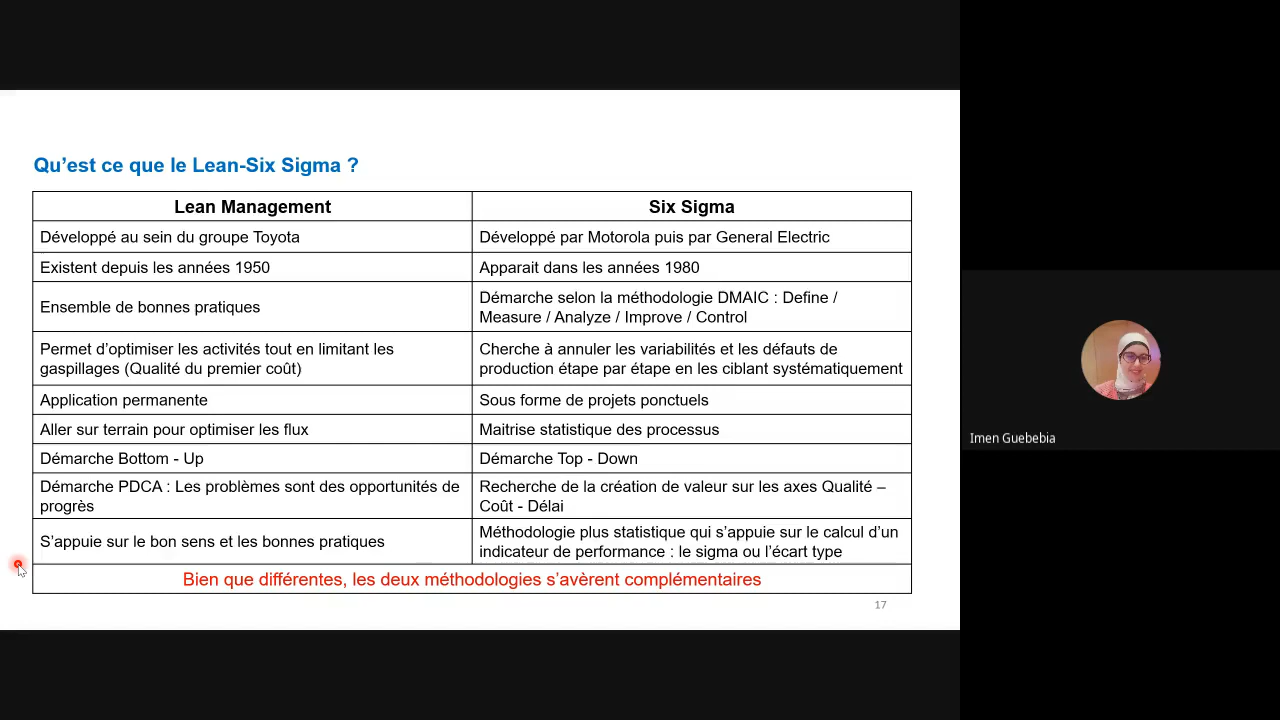 Qu’est ce que le Lean-Six Sigma ?
Lean Management
Six Sigma
Développé au sein du groupe Toyota
Développé par Motorola puis par General Electric
Existent depuis les années 1950
Apparait dans les années 1980
Ensemble de bonnes pratiques
Démarche selon la méthodologie DMAIC : Define /
Measure / Analyze / Improve / Control
Permet d’optimiser les activités tout en limitant les
gaspillages (Qualité du premier coût)
Cherche à annuler les variabilités et les défauts de
production étape par étape en les ciblant systématiquement
Application permanente
Sous forme de projets ponctuels
Aller sur terrain pour optimiser les flux
Maitrise statistique des processus
Démarche Bottom - Up
Démarche Top - Down
Démarche PDCA : Les problèmes sont des opportunités de
progrès
Recherche de la création de valeur sur les axes Qualité –
Coût - Délai
S’appuie sur le bon sens et les bonnes pratiques
Méthodologie plus statistique qui s’appuie sur le calcul d’un
indicateur de performance : le sigma ou l’écart type
Bien que différentes, les deux méthodologies s’avèrent complémentaires
17
Imen Guebebia